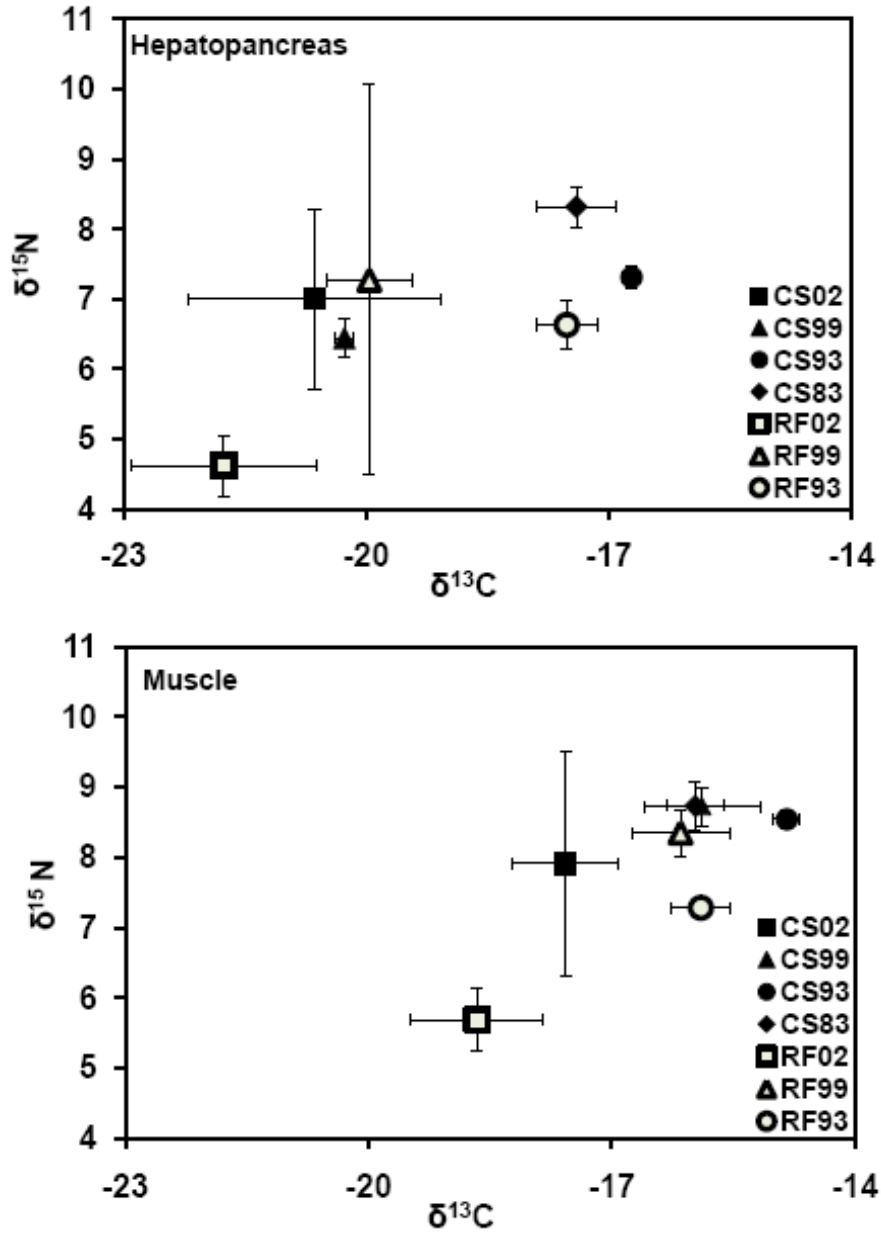 Hepatopancreas
11
10
9
8
7
6
5
4
δ¹⁵N
CS02
CS99
CS93
CS83
RF02
RF99
RF93
-23 -20 -17 -14
δ¹³C
Muscle
11
10
9
8
7
6
5
4
δ¹⁵N
CS02
CS99
CS93
CS83
RF02
RF99
RF93
-23 -20 -17 -14
δ¹³C